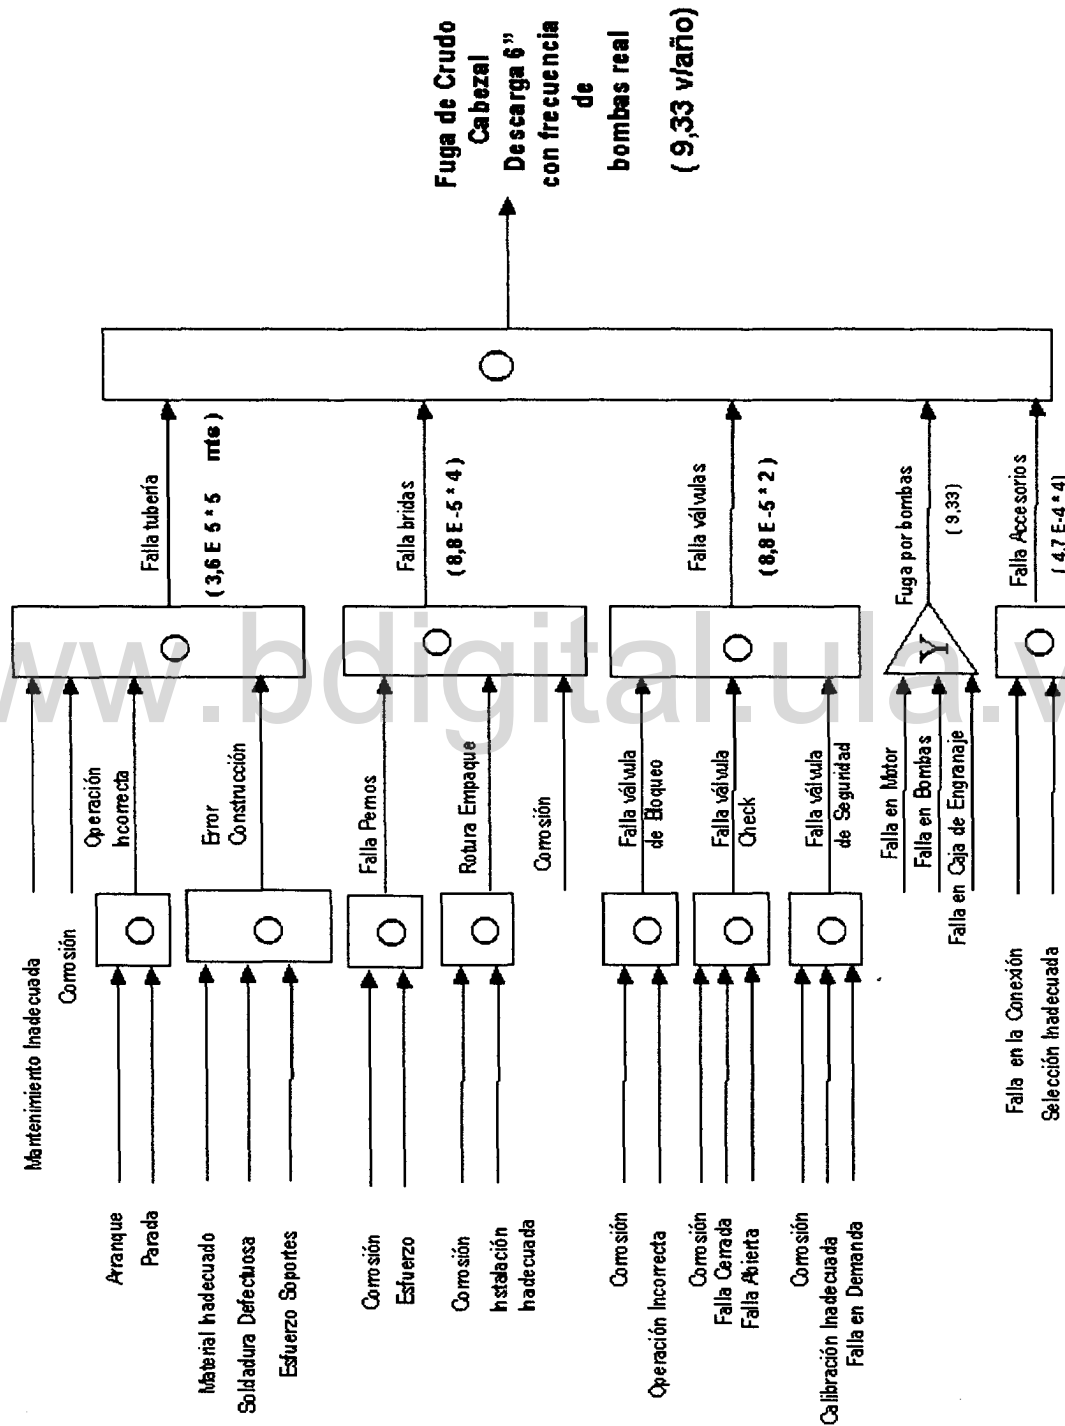 Fuga de Crudo
Cabezal
Descarga 6"
con frecuencia
de
bombas real
( 9,33 v/año)
Falla tubería
( 3,6 E 5 * 5 mts )
Falla bridas
( 8,8 E -5 * 4 )
Falla válvulas
( 8,8 E-5 * 2 )
Fuga por bombas
( 9,33)
Falla Accesorios
( 4,7 E-4 * 4)
O
O
O
O
Y
O
Mantenimiento Inadecuada
Corrosión
Operación
Incorrecta
Error
Construcción
Falla Pernos
Rotura Empaque
Corrosión
Falla válvula
de Bloqueo
Falla válvula
Check
Falla válvula
de Seguridad
Falla en Motor
Falla en Bombas
Falla en Caja de Engranaje
Falla en la Conexión
Selección Inadecuada
O
O
O
O
O
O
O
Arranque
Parada
Material Inadecuado
Soldadura Defectuosa
Esfuerzo Soportes
Corrosión
Esfuerzo
Corrosión
Instalación
Inadecuada
Corrosión
Operación Incorrecta
Corrosión
Falla Cerrada
Falla Abierta
Corrosión
Calibración Inadecuada
Falla en Demanda
ww.bdigital.ula.v